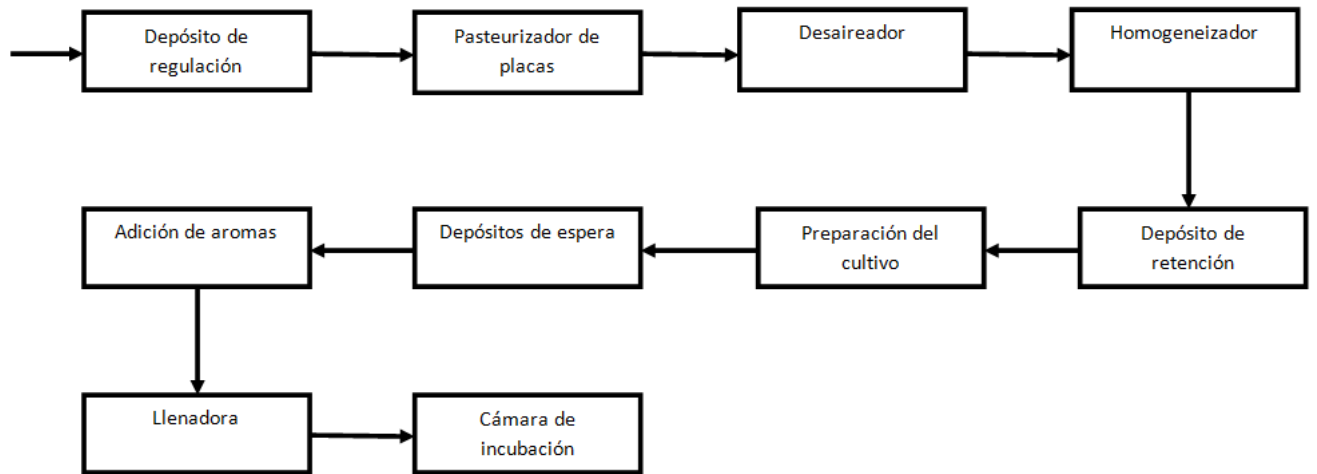 Depósito de
regulación
Pasteurizador de
placas
Desaireador
Homogeneizador
Adición de aromas
Depósitos de espera
Preparación del
cultivo
Depósito de
retención
Llenadora
Cámara de
incubación